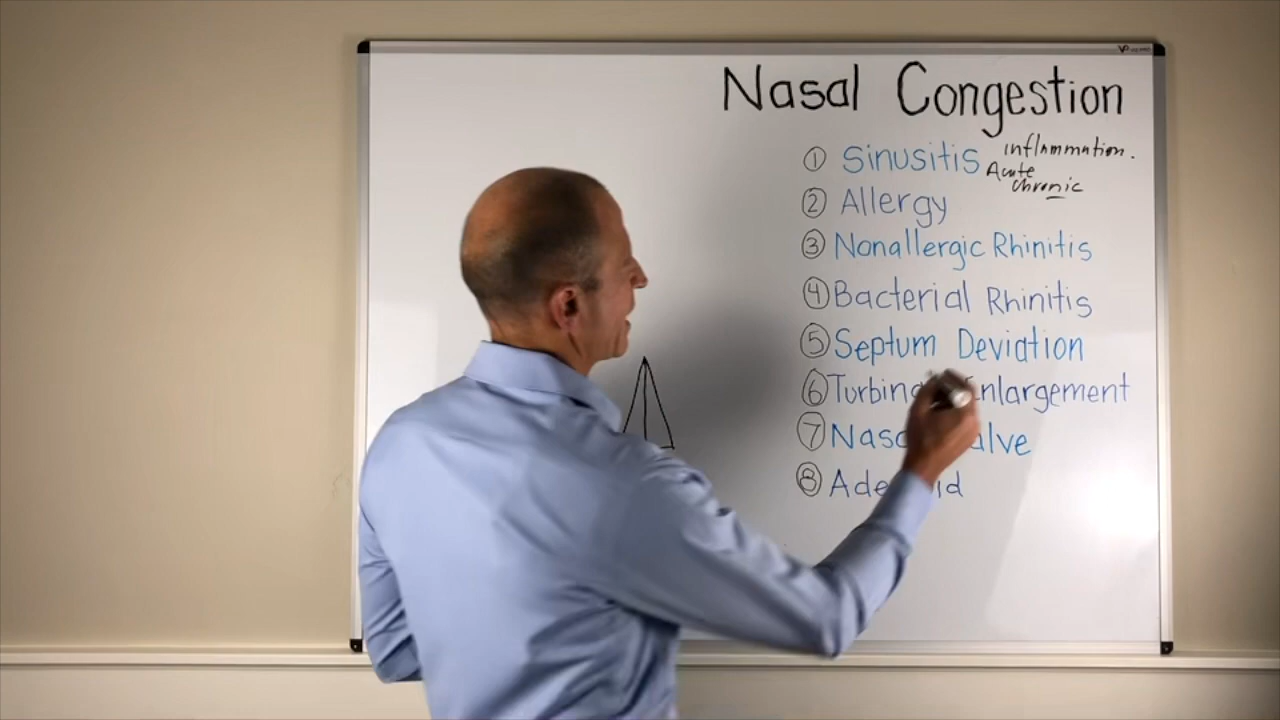 Nasal Congestion
① Sinusitis inflammation.
Acute
chronic
② Allergy
③ Nonallergic Rhinitis
④ Bacterial Rhinitis
⑤ Septum Deviation
⑥ Enlargement
⑦
⑧